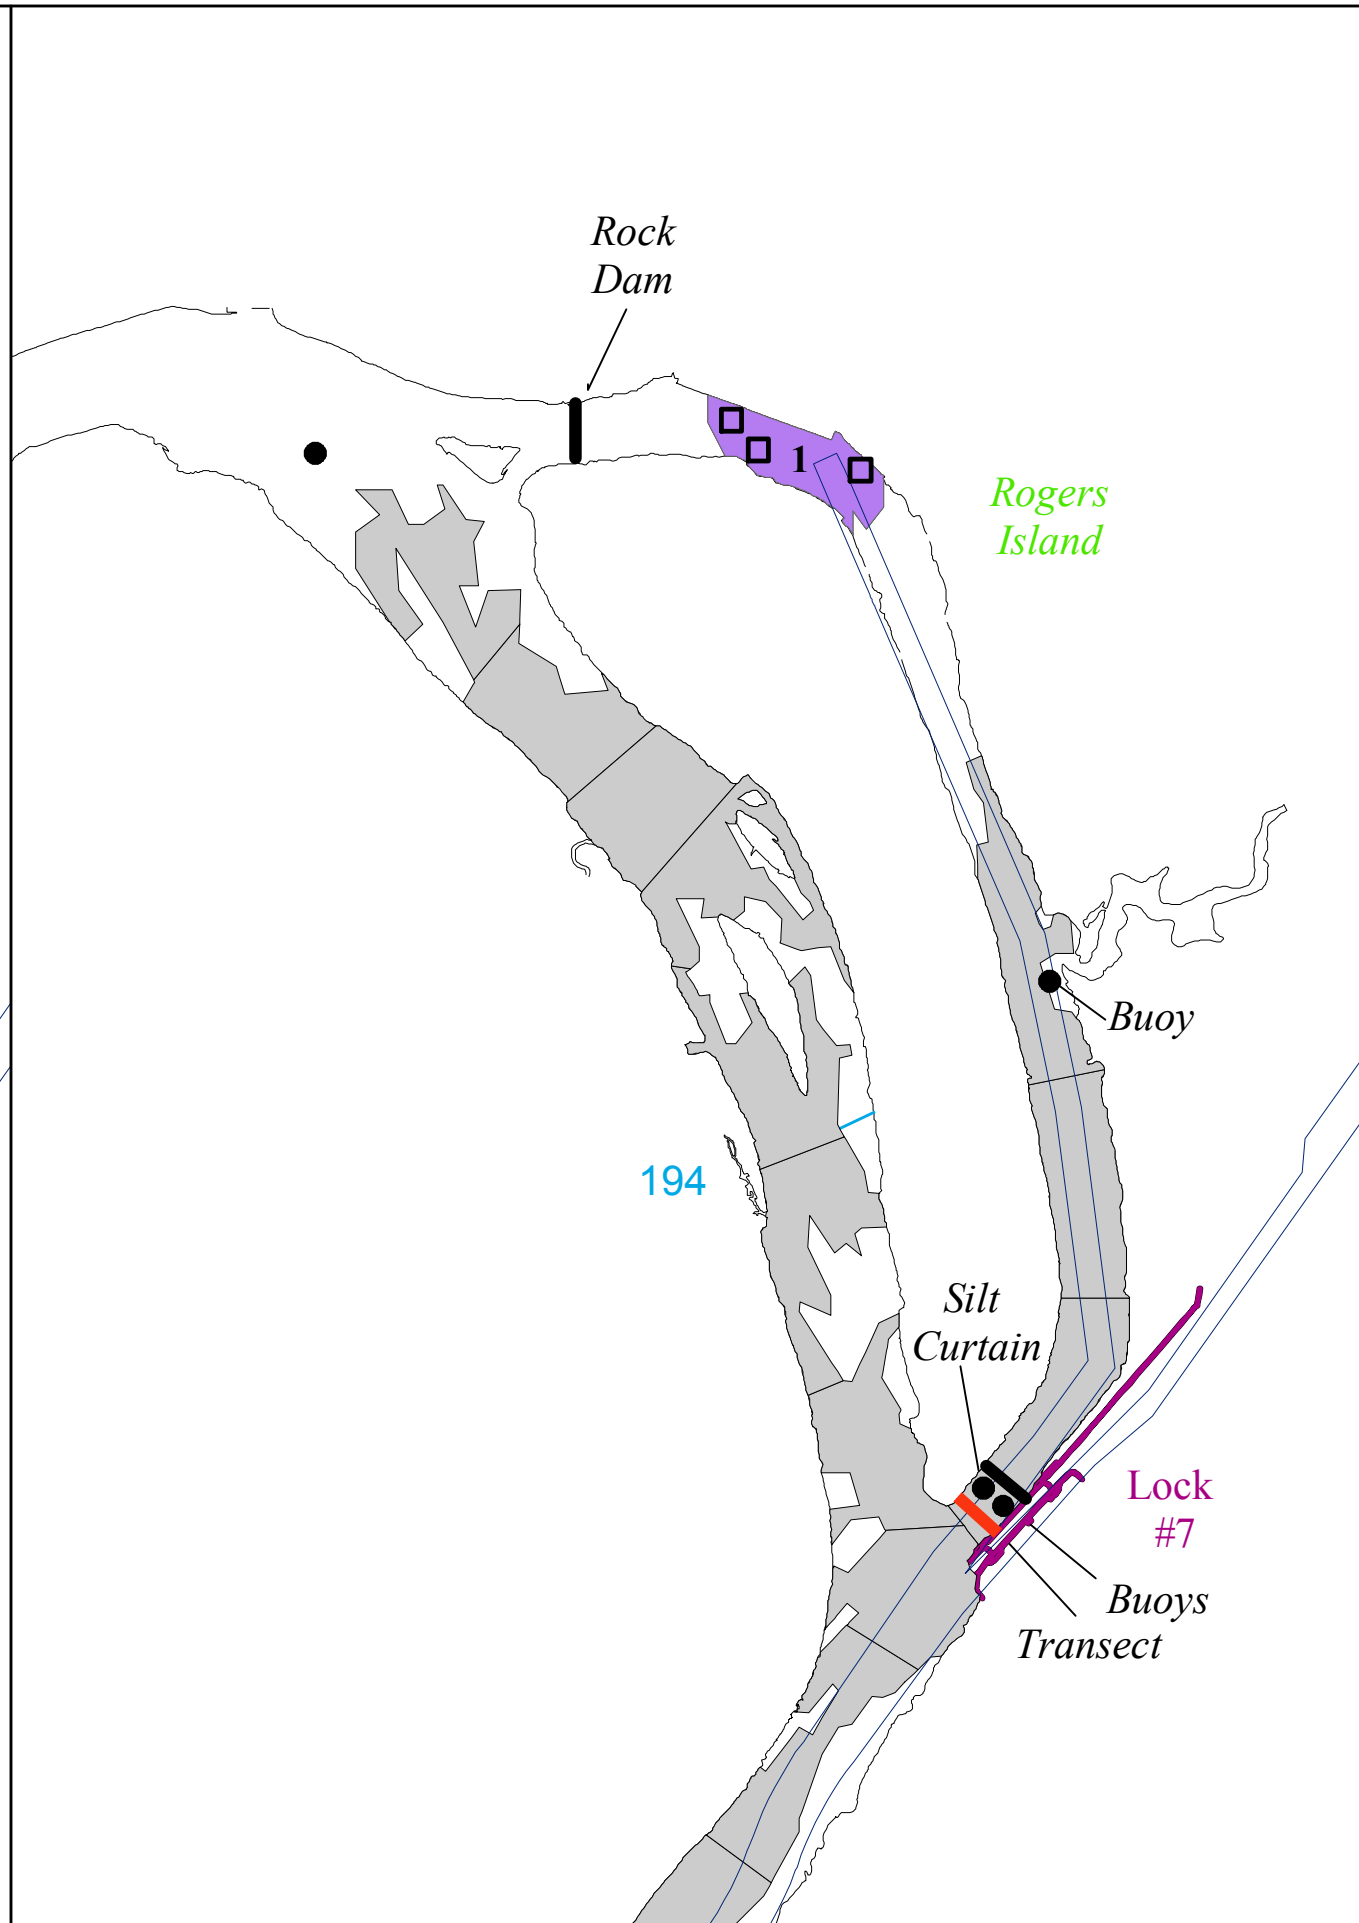 Rock
Dam
1
Rogers
Island
Buoy
194
Silt
Curtain
Lock
#7
Buoys
Transect